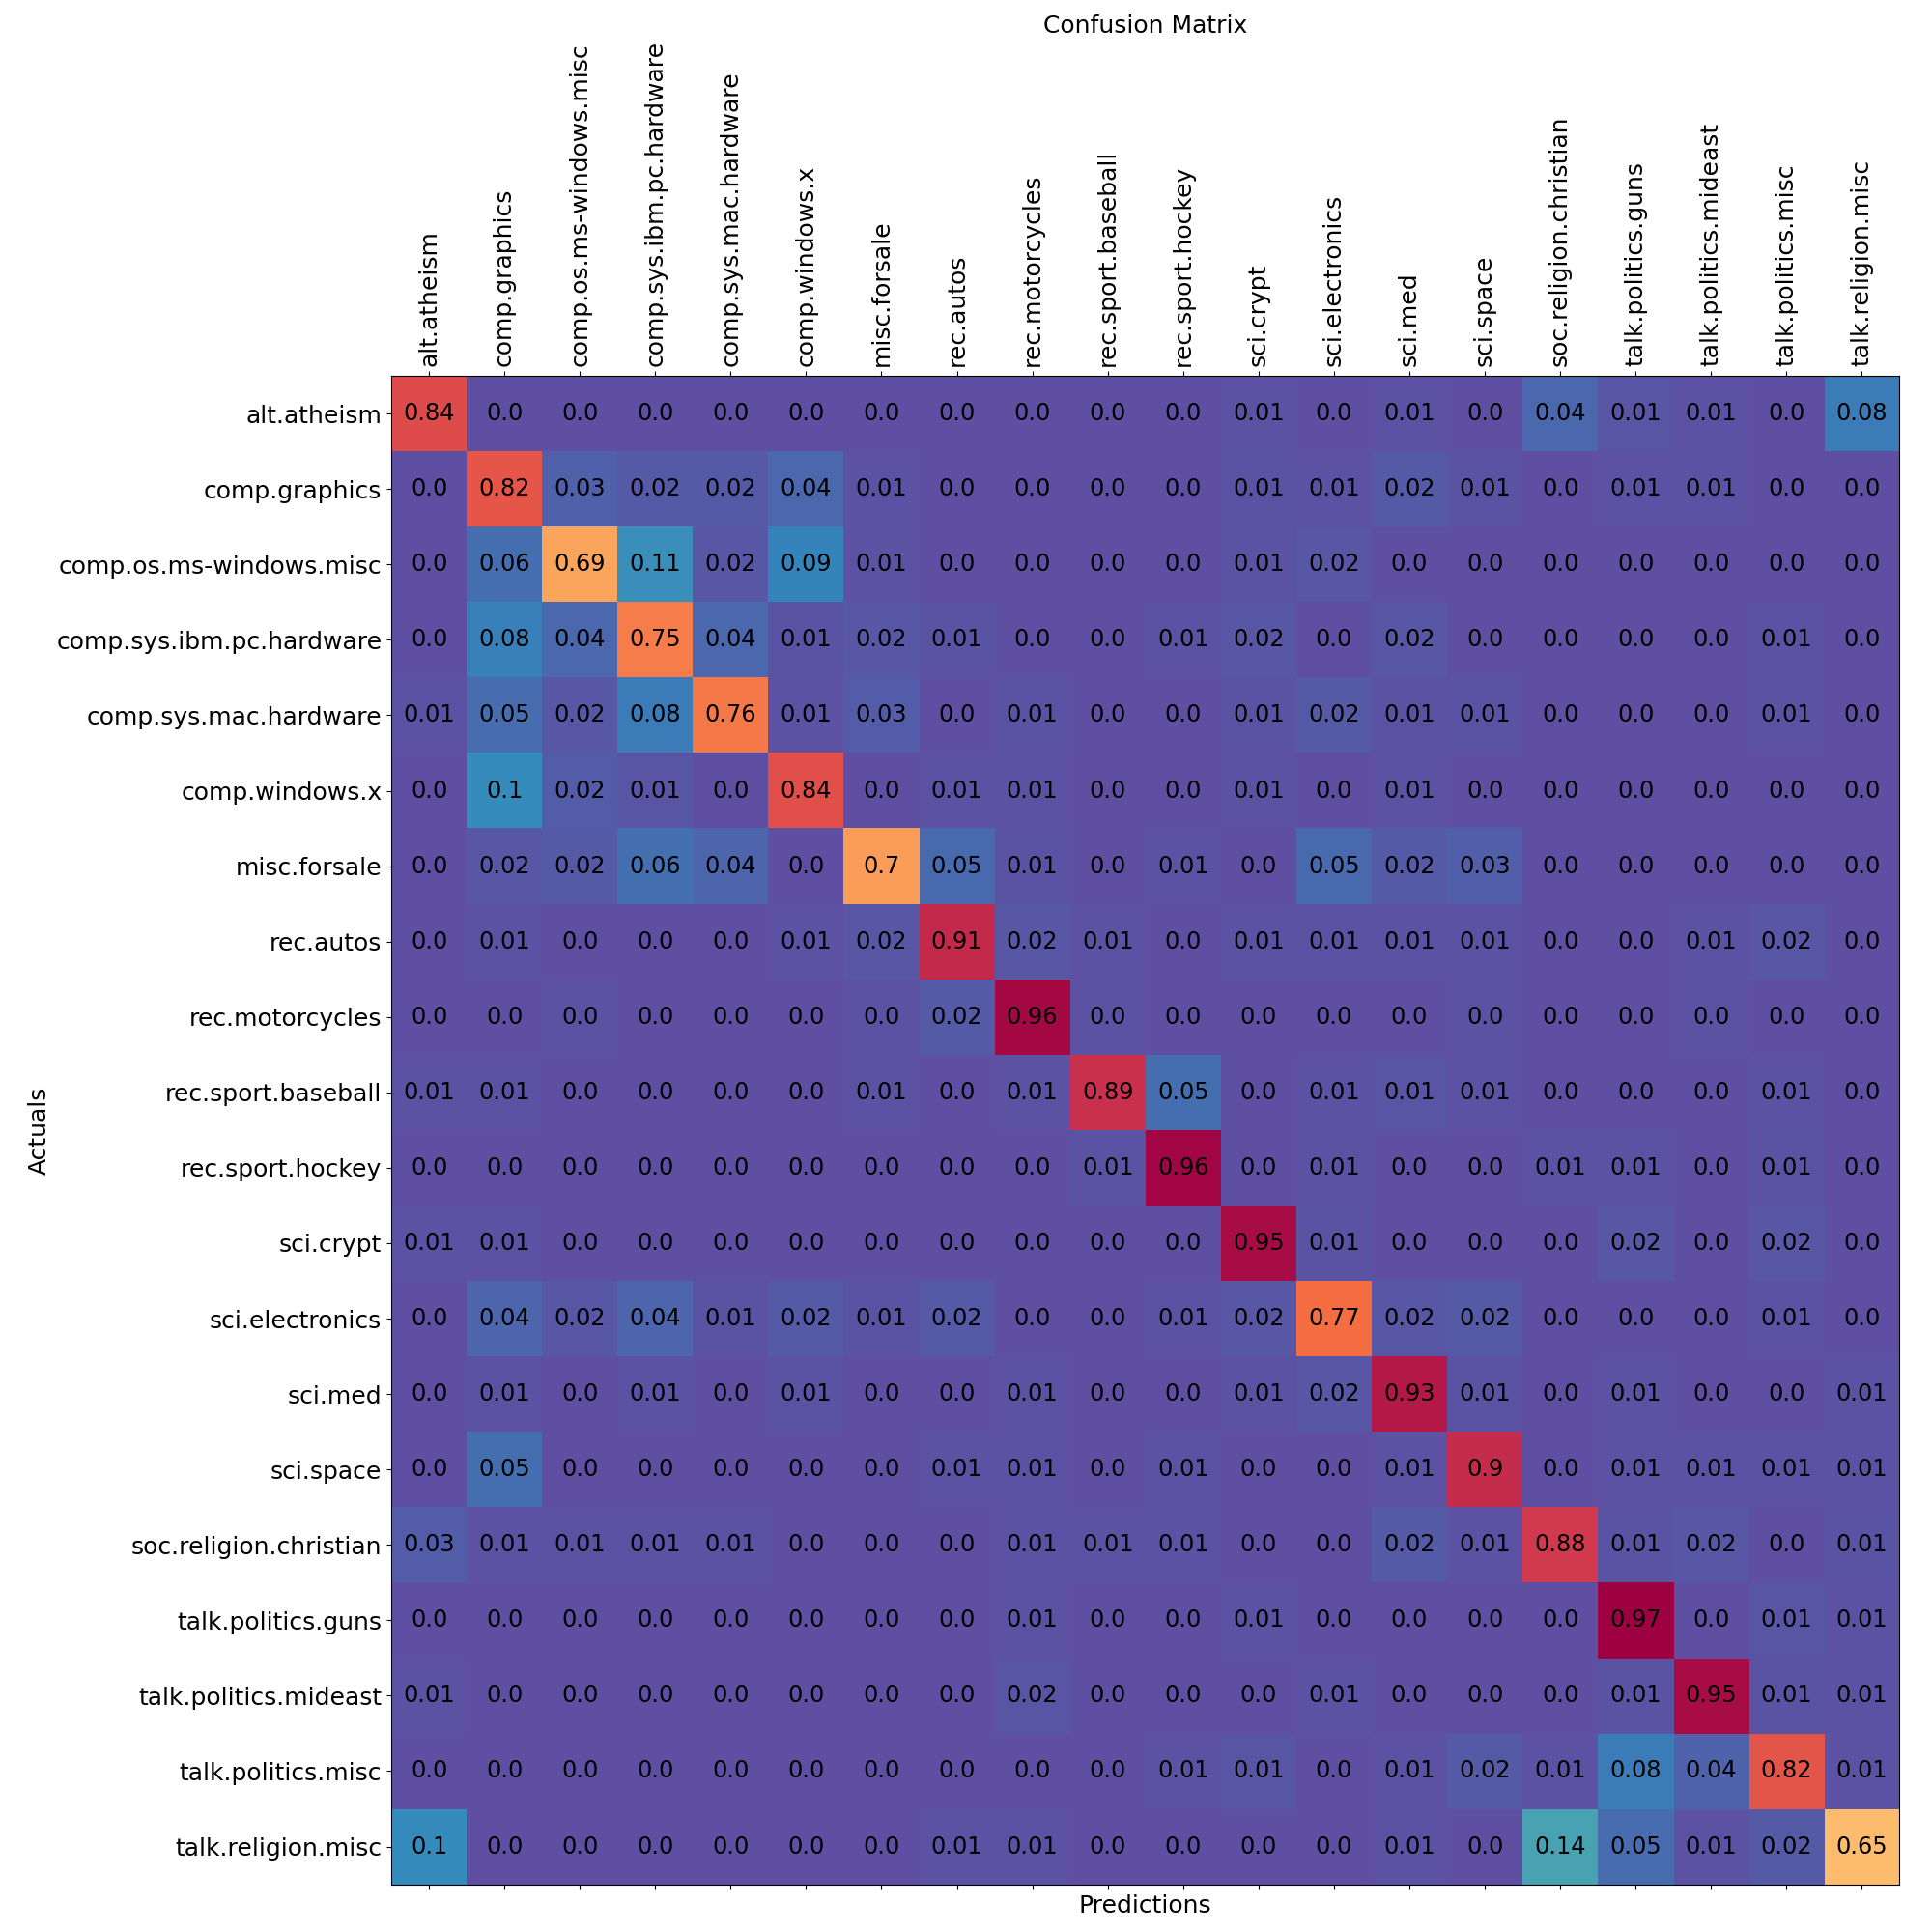 Confusion Matrix
alt.atheism
comp.graphics
comp.os.ms-windows.misc
comp.sys.ibm.pc.hardware
comp.sys.mac.hardware
comp.windows.x
misc.forsale
rec.autos
rec.motorcycles
rec.sport.baseball
rec.sport.hockey
sci.crypt
sci.electronics
sci.med
sci.space
soc.religion.christian
talk.politics.guns
talk.politics.mideast
talk.politics.misc
talk.religion.misc
Actuals
alt.atheism 0.84 0.0 0.0 0.0 0.0 0.0 0.0 0.0 0.0 0.0 0.0 0.01 0.0 0.01 0.0 0.04 0.01 0.01 0.0 0.08
comp.graphics 0.0 0.82 0.03 0.02 0.02 0.04 0.01 0.0 0.0 0.0 0.0 0.01 0.01 0.02 0.01 0.0 0.01 0.01 0.0 0.0
comp.os.ms-windows.misc 0.0 0.06 0.69 0.11 0.02 0.09 0.01 0.0 0.0 0.0 0.0 0.01 0.02 0.0 0.0 0.0 0.0 0.0 0.0 0.0
comp.sys.ibm.pc.hardware 0.0 0.08 0.04 0.75 0.04 0.01 0.02 0.01 0.0 0.0 0.01 0.02 0.0 0.02 0.0 0.0 0.0 0.0 0.01 0.0
comp.sys.mac.hardware 0.01 0.05 0.02 0.08 0.76 0.01 0.03 0.0 0.01 0.0 0.0 0.01 0.02 0.01 0.01 0.0 0.0 0.0 0.01 0.0
comp.windows.x 0.0 0.1 0.02 0.01 0.0 0.84 0.0 0.01 0.01 0.0 0.0 0.01 0.0 0.01 0.0 0.0 0.0 0.0 0.0 0.0
misc.forsale 0.0 0.02 0.02 0.06 0.04 0.0 0.7 0.05 0.01 0.0 0.01 0.0 0.05 0.02 0.03 0.0 0.0 0.0 0.0 0.0
rec.autos 0.0 0.01 0.0 0.0 0.0 0.01 0.02 0.91 0.02 0.01 0.0 0.01 0.01 0.01 0.01 0.0 0.0 0.01 0.02 0.0
rec.motorcycles 0.0 0.0 0.0 0.0 0.0 0.0 0.0 0.02 0.96 0.0 0.0 0.0 0.0 0.0 0.0 0.0 0.0 0.0 0.0 0.0
rec.sport.baseball 0.01 0.01 0.0 0.0 0.0 0.0 0.01 0.0 0.01 0.89 0.05 0.0 0.01 0.01 0.01 0.0 0.0 0.0 0.01 0.0
rec.sport.hockey 0.0 0.0 0.0 0.0 0.0 0.0 0.0 0.0 0.0 0.01 0.96 0.0 0.01 0.0 0.0 0.01 0.01 0.0 0.01 0.0
sci.crypt 0.01 0.01 0.0 0.0 0.0 0.0 0.0 0.0 0.0 0.0 0.0 0.95 0.01 0.0 0.0 0.0 0.02 0.0 0.02 0.0
sci.electronics 0.0 0.04 0.02 0.04 0.01 0.02 0.01 0.02 0.0 0.0 0.01 0.02 0.77 0.02 0.02 0.0 0.0 0.0 0.01 0.0
sci.med 0.0 0.01 0.0 0.01 0.0 0.01 0.0 0.0 0.01 0.0 0.0 0.01 0.02 0.93 0.01 0.0 0.01 0.0 0.0 0.01
sci.space 0.0 0.05 0.0 0.0 0.0 0.0 0.0 0.01 0.01 0.0 0.01 0.0 0.0 0.01 0.9 0.0 0.01 0.01 0.01 0.01
soc.religion.christian 0.03 0.01 0.01 0.01 0.01 0.0 0.0 0.0 0.01 0.01 0.01 0.0 0.0 0.02 0.01 0.88 0.01 0.02 0.0 0.01
talk.politics.guns 0.0 0.0 0.0 0.0 0.0 0.0 0.0 0.0 0.01 0.0 0.0 0.01 0.0 0.0 0.0 0.0 0.97 0.0 0.01 0.01
talk.politics.mideast 0.01 0.0 0.0 0.0 0.0 0.0 0.0 0.0 0.02 0.0 0.0 0.0 0.01 0.0 0.0 0.0 0.01 0.95 0.01 0.01
talk.politics.misc 0.0 0.0 0.0 0.0 0.0 0.0 0.0 0.0 0.0 0.0 0.01 0.01 0.0 0.01 0.02 0.01 0.08 0.04 0.82 0.01
talk.religion.misc 0.1 0.0 0.0 0.0 0.0 0.0 0.0 0.01 0.01 0.0 0.0 0.0 0.0 0.01 0.0 0.14 0.05 0.01 0.02 0.65
Predictions